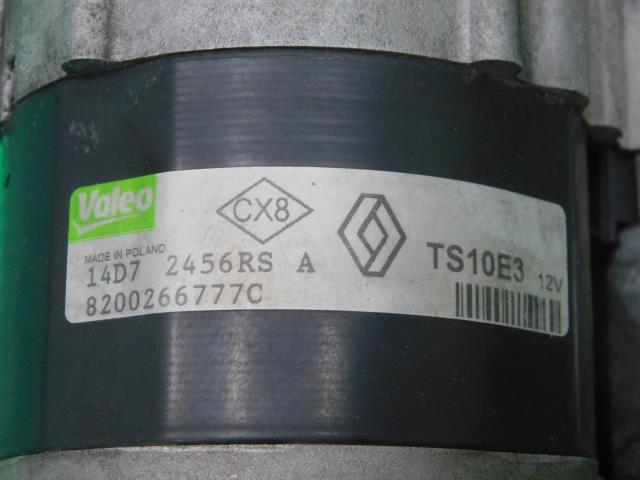 Valeo
CX8
MADE IN POLAND
14D7 2456RS A
TS10E3 12V
8200266777C